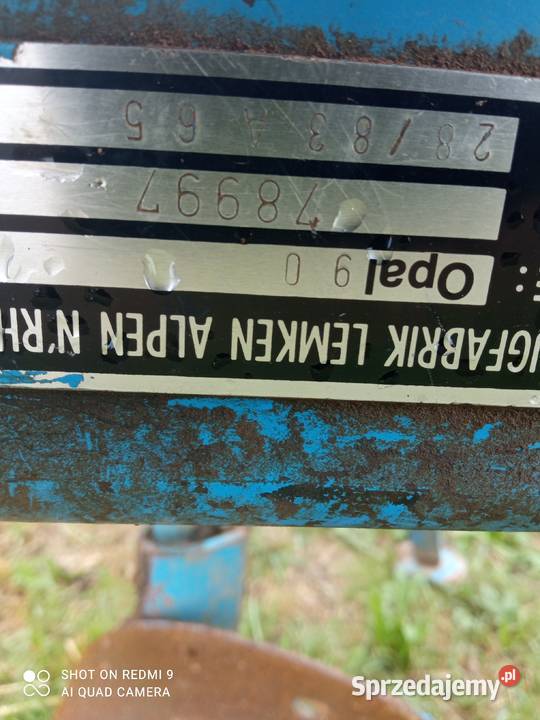 UGFABRIK LEMKEN ALPEN N'RH
Opal 90
78997
28/83 A 65
SHOT ON REDMI 9
AI QUAD CAMERA
Sprzedajemy.pl